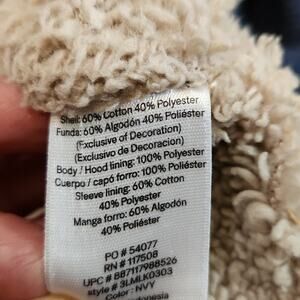 Shell: 60% Cotton 40% Polyester
Funda: 60% Algodón 40% Poliéster
(Exclusive of Decoration)
(Exclusivo de Decoracion)
Body / Hood lining: 100% Polyester
Cuerpo / capó forro: 100% Poliéster
Sleeve lining: 60% Cotton
40% Polyester
Manga forro: 60% Algodón
40% Poliéster
PO # 54077
RN # 117508
UPC # 887117988526
style # 3LMLK0303
Color : NVY